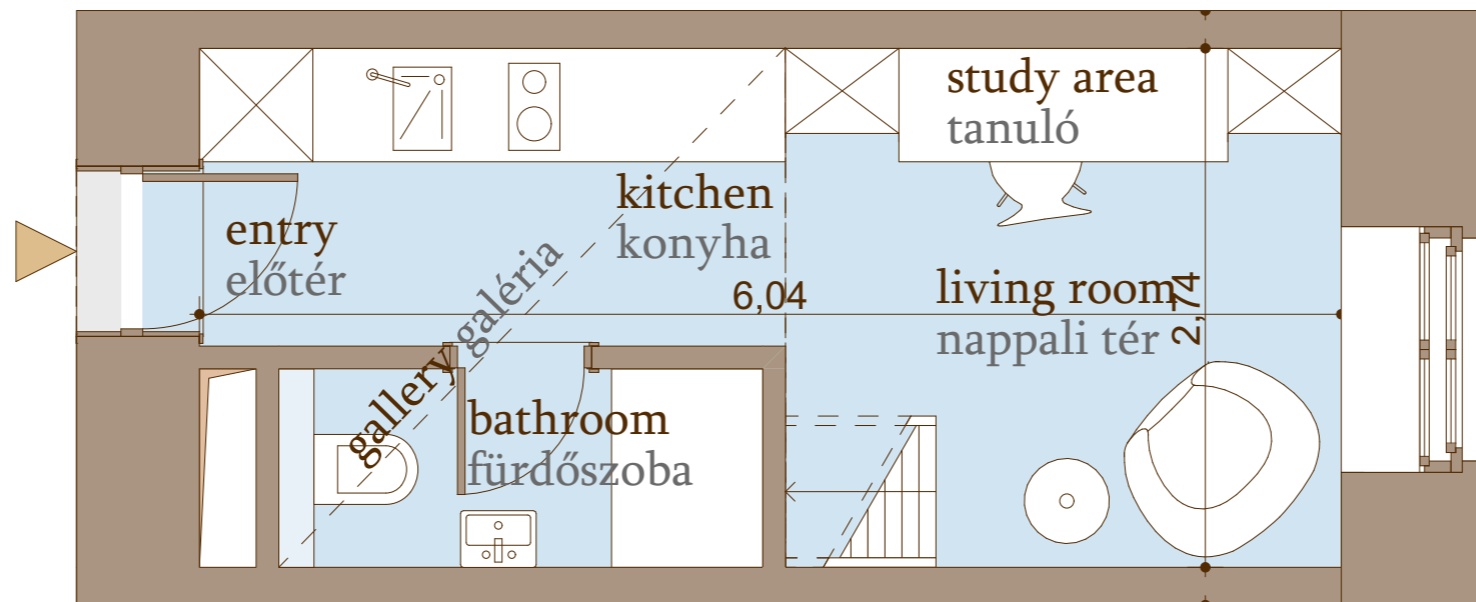 study area
tanuló
kitchen
konyha
entry
előtér
gallery galéria
6,04
living room
nappali tér
2,74
bathroom
fürdőszoba